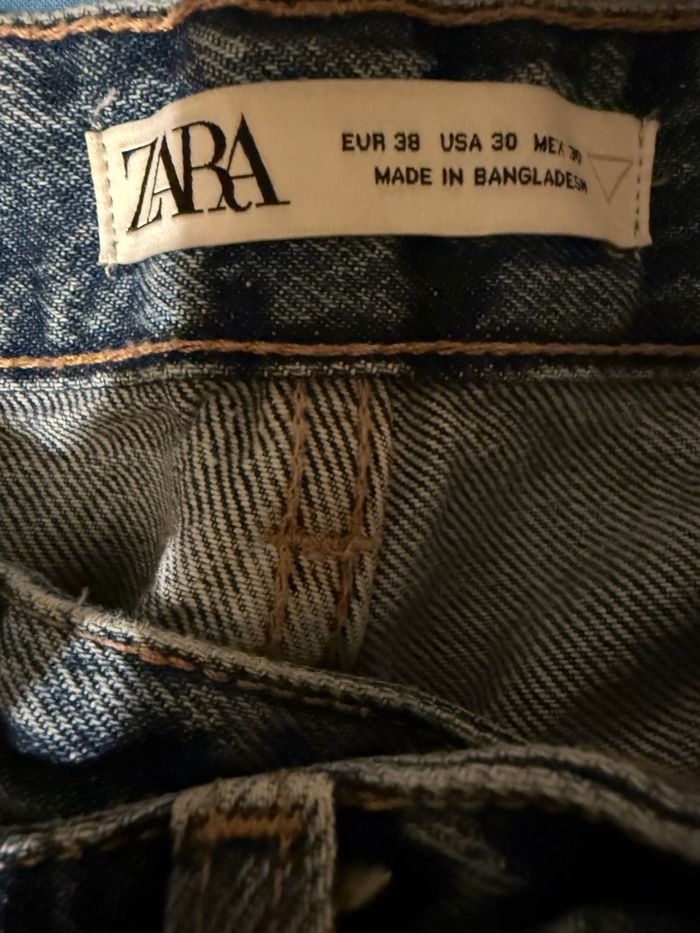 ZARA
EUR 38 USA 30 MEX 30
MADE IN BANGLADESH